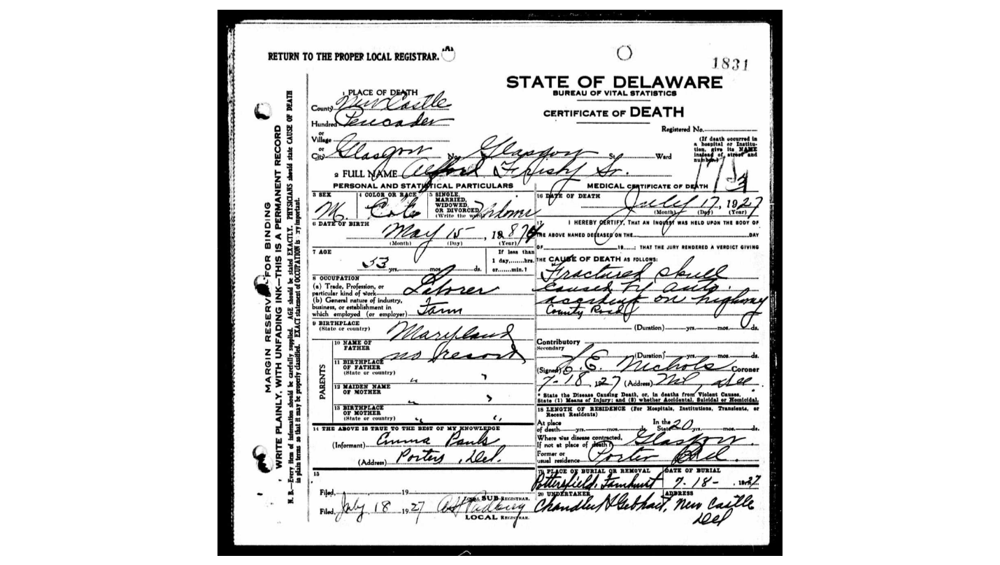 RETURN TO THE PROPER LOCAL REGISTRAR.
1831
STATE OF DELAWARE
BUREAU OF VITAL STATISTICS
CERTIFICATE OF DEATH
Registered No.
(If death occurred in a hospital or Institution, give its NAME instead of street and number.)
MARGIN RESERVED FOR BINDING
WRITE PLAINLY, WITH UNFADING INK—THIS IS A PERMANENT RECORD
N. B.—Every item of information should be carefully supplied. AGE should be stated EXACTLY. PHYSICIANS should state CAUSE OF DEATH
in plain terms so that it may be properly classified. EXACT statement of OCCUPATION is very important.
1 PLACE OF DEATH
County New Castle
Hundred Pencader
or
Village
or
City Glasgow No. Glasgow St. Ward
2 FULL NAME Alfred Frisby Sr.
PERSONAL AND STATISTICAL PARTICULARS
3 SEX M.
4 COLOR OR RACE Col
5 SINGLE, MARRIED, WIDOWED, OR DIVORCED (Write the word) Widower
6 DATE OF BIRTH May 15, 1874
(Month) (Day) (Year)
7 AGE 53 yrs. mos. ds.
If less than 1 day, hrs. or min.?
8 OCCUPATION
(a) Trade, Profession, or particular kind of work Laborer
(b) General nature of industry, business, or establishment in which employed (or employer) Farm
9 BIRTHPLACE (State or country) Maryland
PARENTS
10 NAME OF FATHER no record
11 BIRTHPLACE OF FATHER (State or country) " "
12 MAIDEN NAME OF MOTHER " "
13 BIRTHPLACE OF MOTHER (State or country) " "
14 THE ABOVE IS TRUE TO THE BEST OF MY KNOWLEDGE
(Informant) Emma
(Address) Porters, Del.
15
Filed, 19
LOCAL SUB-REGISTRAR.
Filed, July 18 1927
LOCAL REGISTRAR.
MEDICAL CERTIFICATE OF DEATH
16 DATE OF DEATH July 17, 1927
(Month) (Day) (Year)
17 I HEREBY CERTIFY, THAT AN INQUEST WAS HELD UPON THE BODY OF
THE ABOVE NAMED DECEASED ON THE DAY
OF 19 : THAT THE JURY RENDERED A VERDICT GIVING
THE CAUSE OF DEATH AS FOLLOWS:
Fractured skull
caused by auto.
accident on highway
County Road
(Duration) yrs. mos. ds.
Contributory
Secondary
(Duration) yrs. mos. ds.
(Signed) E. Nichols Coroner
7-18, 1927 (Address) Wil, Del.
* State the Disease Causing Death, or, in deaths from Violent Causes,
State (1) Means of Injury; and (2) whether Accidental, Suicidal or Homicidal.
18 LENGTH OF RESIDENCE (For Hospitals, Institutions, Transients, or Recent Residents)
At place of death yrs. mos. ds. In the State 20 yrs. mos. ds.
Where was disease contracted, If not at place of death? Glasgow.
Former or usual residence Porter Del.
19 PLACE OF BURIAL OR REMOVAL Pottersfield, Farnhurst
DATE OF BURIAL 7-18- 1927
20 UNDERTAKER Chandler & Gebhart,
ADDRESS New Castle
Del